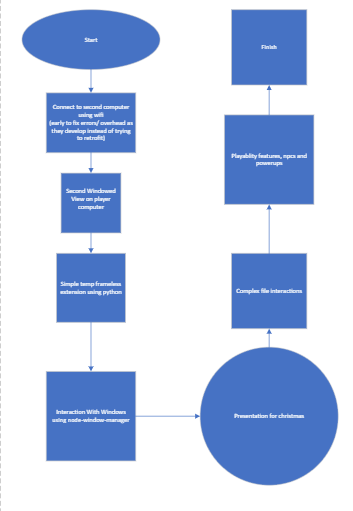 Start
Connect to second computer
using wifi
(early to fix errors/ overhead as
they develop instead of trying
to retrofit)
Second Windowed
View on player
computer
Simple temp frameless
extension using python
Interaction With Windows
using node-window-manager
Presentation for christmas
Complex file interactions
Playablity features, npcs and
powerups
Finish